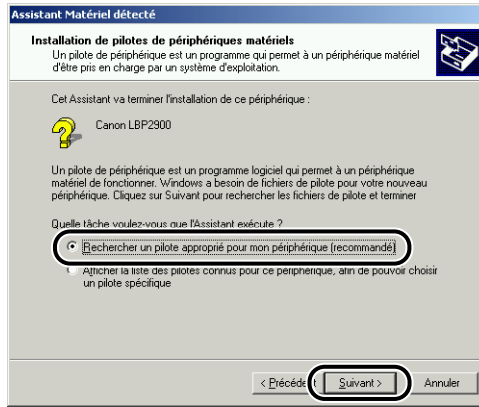 Assistant Matériel détecté
Installation de pilotes de périphériques matériels
Un pilote de périphérique est un programme qui permet à un périphérique matériel
d'être pris en charge par un système d'exploitation.
Cet Assistant va terminer l'installation de ce périphérique :
Canon LBP2900
Un pilote de périphérique est un programme logiciel qui permet à un périphérique
matériel de fonctionner. Windows a besoin de fichiers de pilote pour votre nouveau
périphérique. Cliquez sur Suivant pour rechercher les fichiers de pilote et terminer
Quelle tâche voulez-vous que l'Assistant exécute ?
Rechercher un pilote approprié pour mon périphérique (recommandé)
Afficher la liste des pilotes connus pour ce périphérique, afin de pouvoir choisir
un pilote spécifique
< Précédent Suivant > Annuler